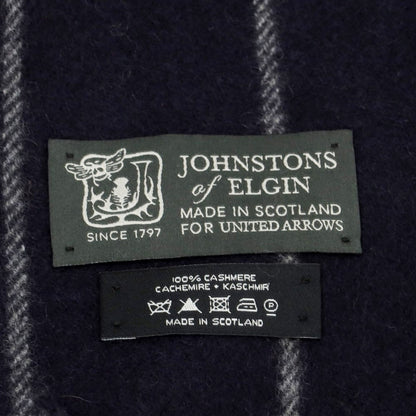 JOHNSTONS
of ELGIN
MADE IN SCOTLAND
FOR UNITED ARROWS
SINCE 1797
100% CASHMERE
CACHEMIRE • KASCHMIR
P
MADE IN SCOTLAND